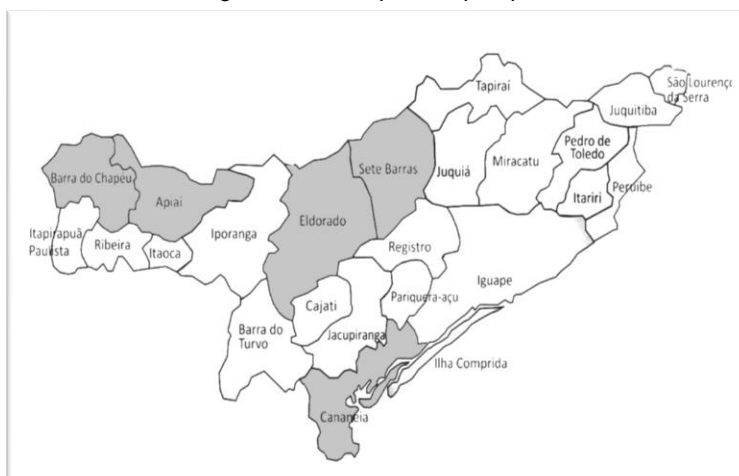 Tapiraí
São Lourenço
da Serra
Juquitiba
Sete Barras
Juquiá
Miracatu
Pedro de
Toledo
Barra do Chapéu
Apiaí
Itariri
Peruíbe
Eldorado
Itapirapuã
Paulista
Ribeira
Itaoca
Iporanga
Registro
Iguape
Cajati
Pariquera-açu
Barra do
Turvo
Jacupiranga
Ilha Comprida
Cananéia